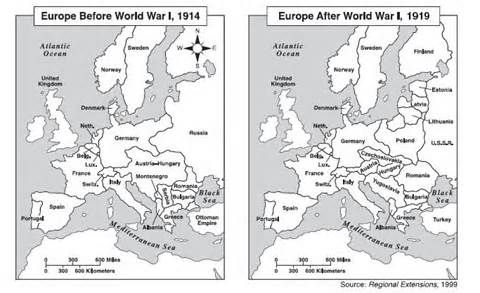 Europe Before World War I, 1914
Atlantic
Ocean
N
W
E
S
Sweden
Norway
United
Kingdom
Denmark
Russia
Neth.
Germany
Belg.
Lux.
Austria-Hungary
France
Switz.
Montenegro
Italy
Romania
Black
Sea
Serbia
Bulgaria
Portugal
Spain
Albania
Greece
Ottoman
Empire
Mediterranean Sea
0 300 600 Miles
0 300 600 Kilometers
Europe After World War I, 1919
Atlantic
Ocean
Sweden
Norway
Finland
United
Kingdom
Estonia
Latvia
Denmark
Lithuania
Neth.
U.S.S.R.
Germany
Poland
Belg.
Lux.
Czechoslovakia
France
Austria
Hungary
Switz.
Romania
Italy
Yugoslavia
Black
Sea
Bulgaria
Portugal
Spain
Albania
Greece
Turkey
Mediterranean Sea
0 300 600 Miles
0 300 600 Kilometers
Source: Regional Extensions, 1999